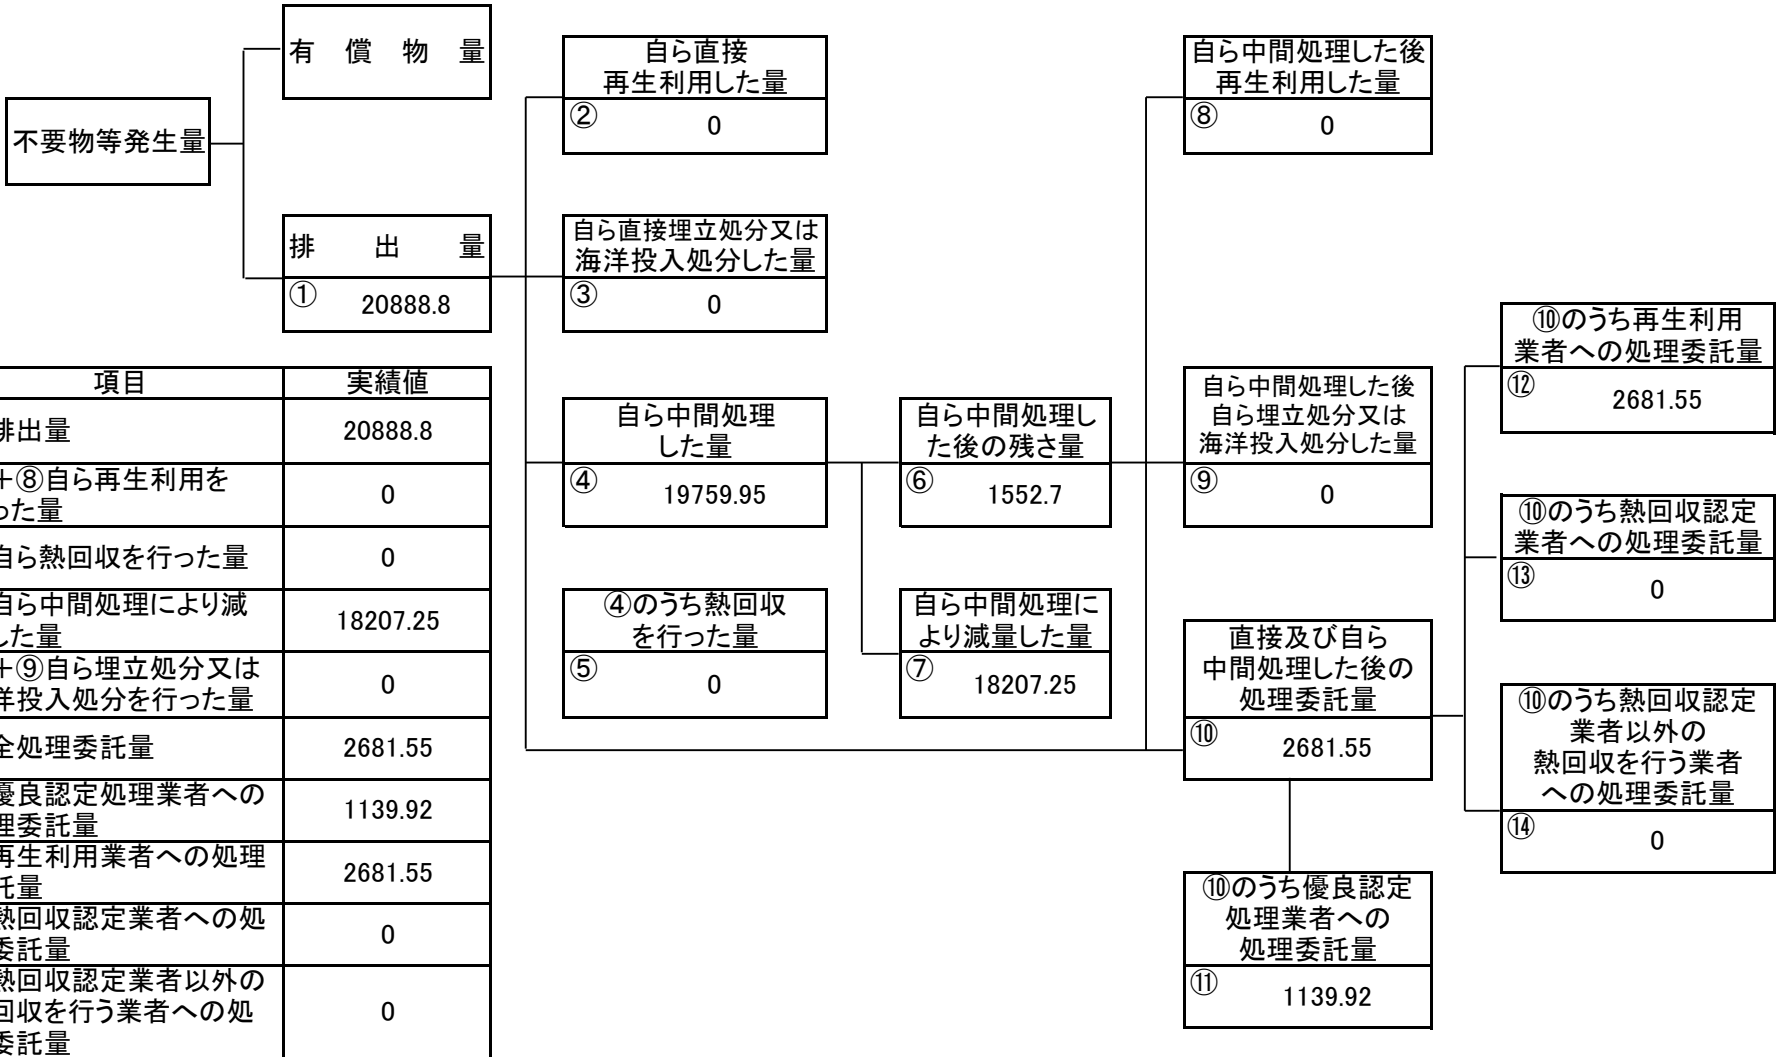 有償物量
不要物等発生量
排出量
①
20888.8
自ら直接
再生利用した量
②
0
自ら直接埋立処分又は
海洋投入処分した量
③
0
自ら中間処理
した量
④
19759.95
④のうち熱回収
を行った量
⑤
0
自ら中間処理し
た後の残さ量
⑥
1552.7
自ら中間処理に
より減量した量
⑦
18207.25
自ら中間処理した後
再生利用した量
⑧
0
自ら中間処理した後
自ら埋立処分又は
海洋投入処分した量
⑨
0
直接及び自ら
中間処理した後の
処理委託量
⑩
2681.55
⑩のうち優良認定
処理業者への
処理委託量
⑪
1139.92
⑩のうち再生利用
業者への処理委託量
⑫
2681.55
⑩のうち熱回収認定
業者への処理委託量
⑬
0
⑩のうち熱回収認定
業者以外の
熱回収を行う業者
への処理委託量
⑭
0
項目 実績値
排出量 20888.8
+⑧自ら再生利用を
った量
0
自ら熱回収を行った量 0
自ら中間処理により減
した量
18207.25
+⑨自ら埋立処分又は
洋投入処分を行った量
0
全処理委託量 2681.55
優良認定処理業者への
理委託量
1139.92
再生利用業者への処理
託量
2681.55
熱回収認定業者への処
委託量
0
熱回収認定業者以外の
回収を行う業者への処
委託量
0